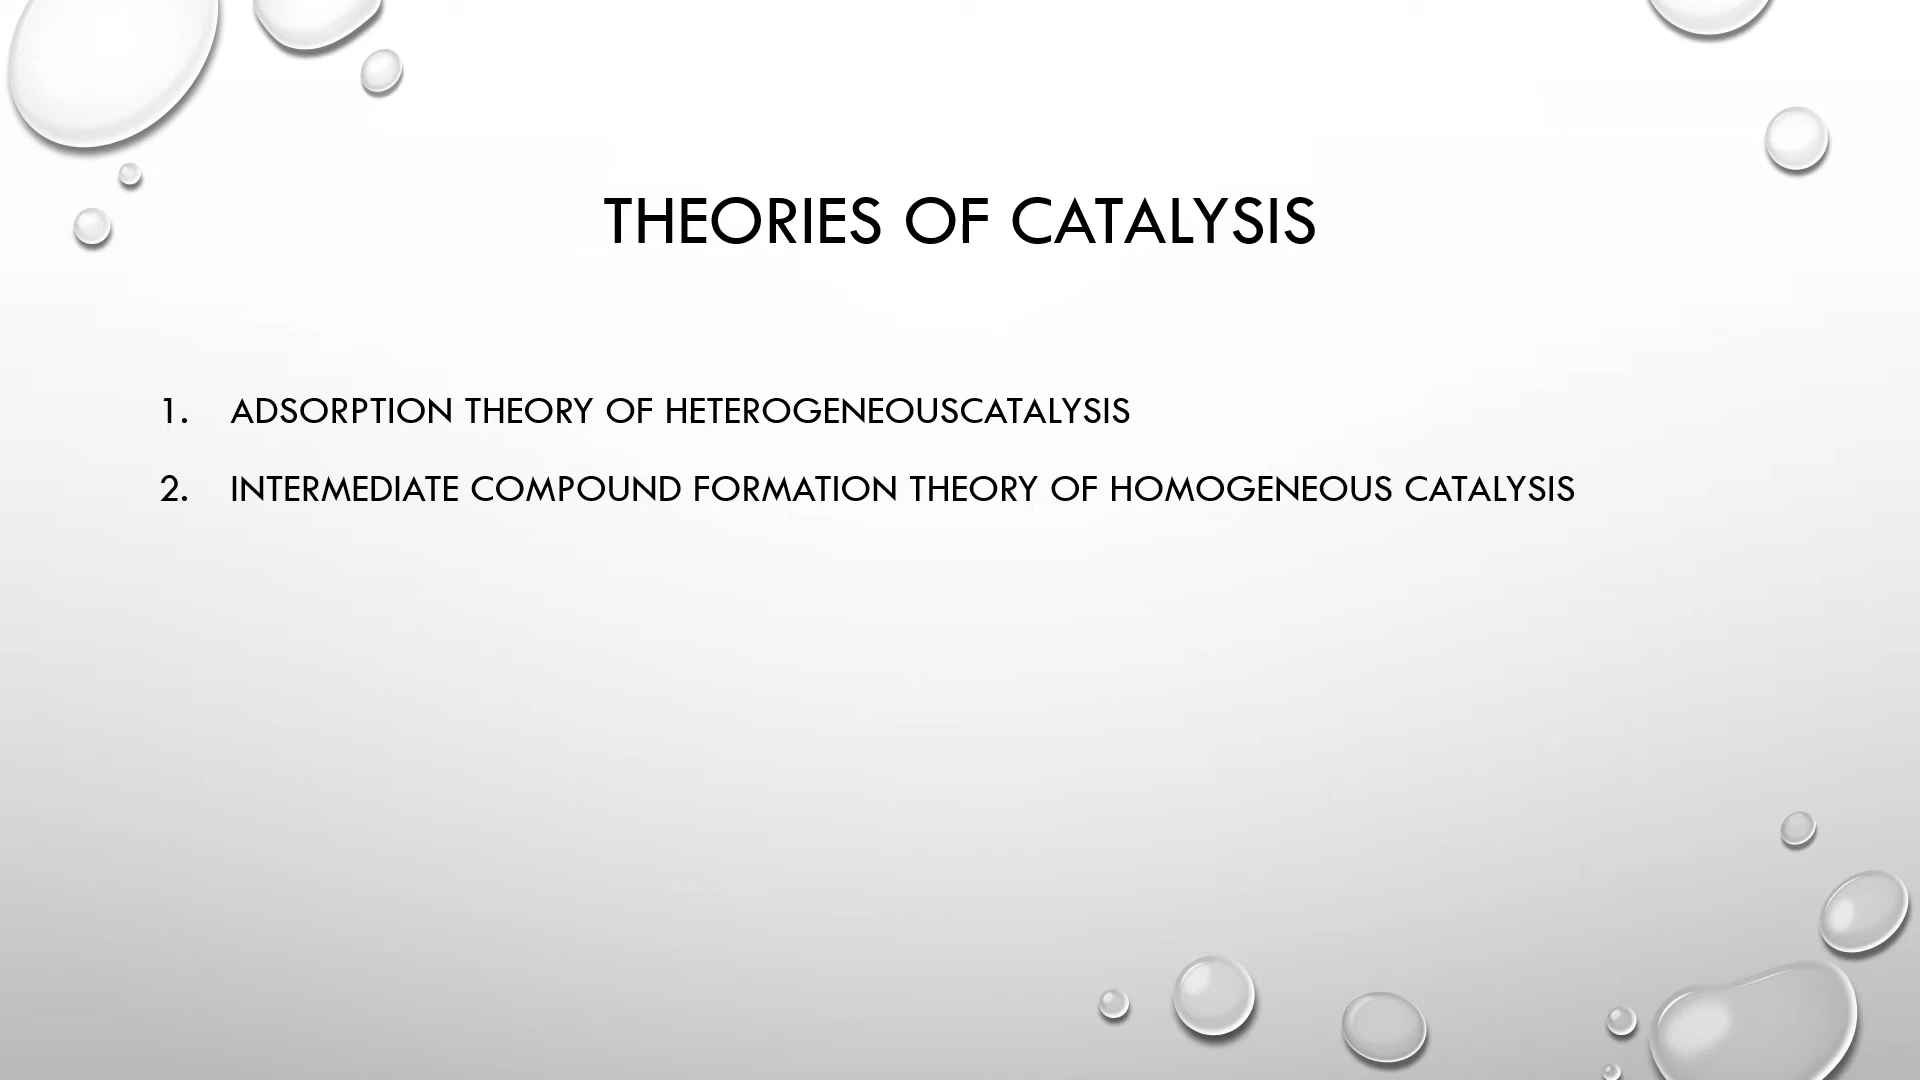 THEORIES OF CATALYSIS
1. ADSORPTION THEORY OF HETEROGENEOUSCATALYSIS
2. INTERMEDIATE COMPOUND FORMATION THEORY OF HOMOGENEOUS CATALYSIS